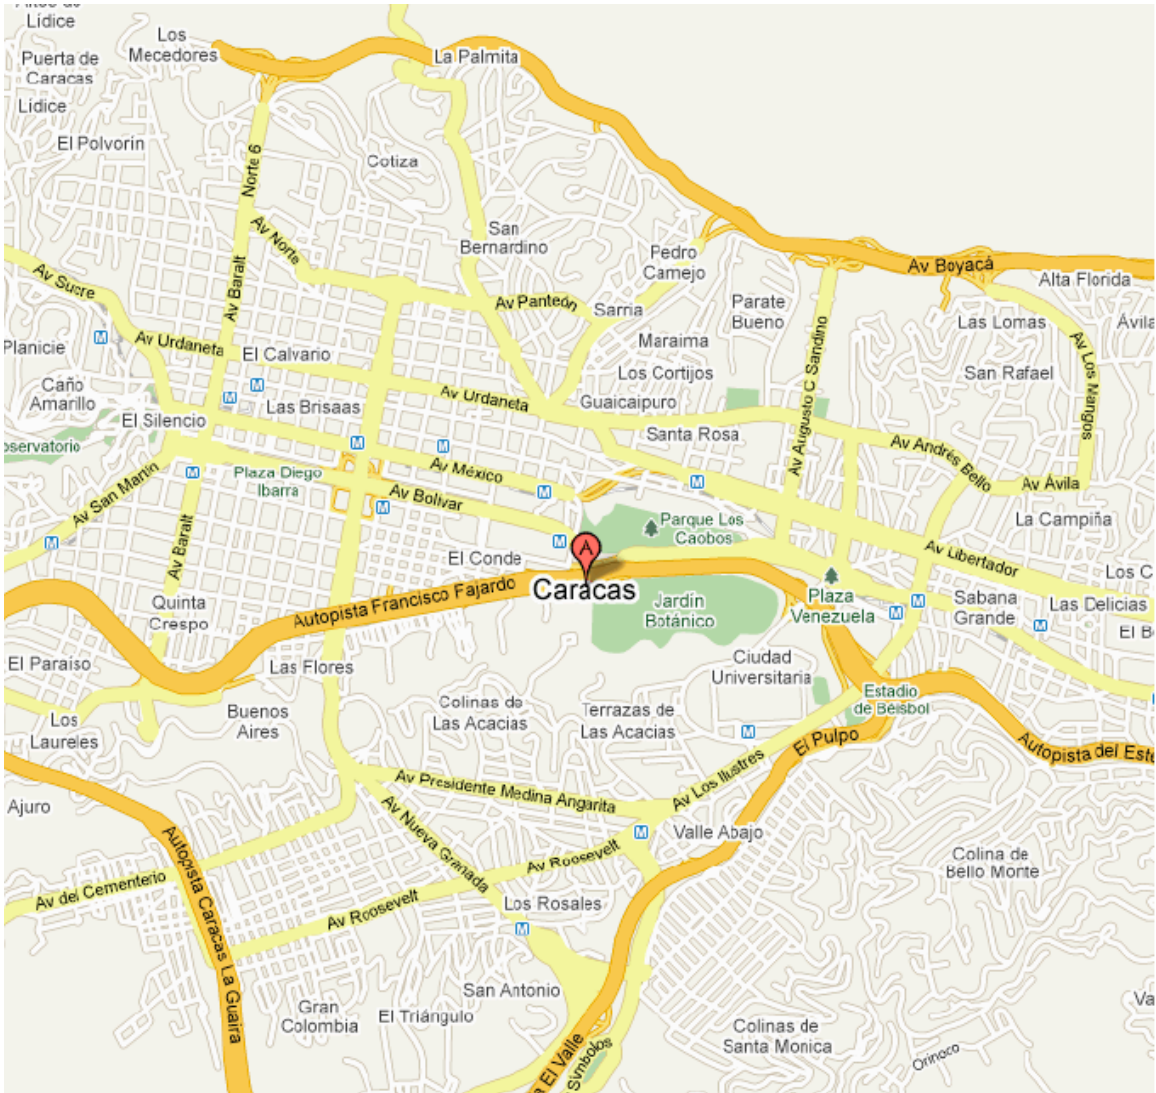 Altos de
Lídice
Los
Mecedores
La Palmita
Puerta de
Caracas
Lídice
El Polvorín
Cotiza
Norte 6
Av Norte
San
Bernardino
Pedro
Camejo
Av Boyacá
Alta Florida
Av Sucre
Av Baralt
Av Panteón
Sarria
Parate
Bueno
Las Lomas
Ávila
Planicie
Av Urdaneta
El Calvario
Maraima
Av Augusto C Sandino
San Rafael
Av Los Mangos
Los Cortijos
Caño
Amarillo
Av Urdaneta
Guaicaipuro
Las Brisaas
El Silencio
Santa Rosa
Av Andrés Bello
Observatorio
Av México
Plaza Diego
Ibarra
Av San Martín
Av Bolívar
Av Ávila
Parque Los
Caobos
La Campiña
Av Baralt
El Conde
A
Av Libertador
Caracas
Autopista Francisco Fajardo
Los C
Quinta
Crespo
Jardín
Botánico
Plaza
Venezuela
Sabana
Grande
Las Delicias
El B
El Paraíso
Las Flores
Ciudad
Universitaria
Buenos
Aires
Colinas de
Las Acacias
Terrazas de
Las Acacias
Estadio
de Béisbol
Los
Laureles
El Pulpo
Autopista del Este
Av Presidente Medina Angarita
Av Los Ilustres
Ajuro
Av Nueva Granada
Valle Abajo
Autopista Caracas La Guaira
Av Roosevelt
Colina de
Bello Monte
Av del Cementerio
Av Roosevelt
Los Rosales
San Antonio
Gran
Colombia
El Triángulo
Va
Colinas de
Santa Monica
Orinoco
a El Valle
Símbolos